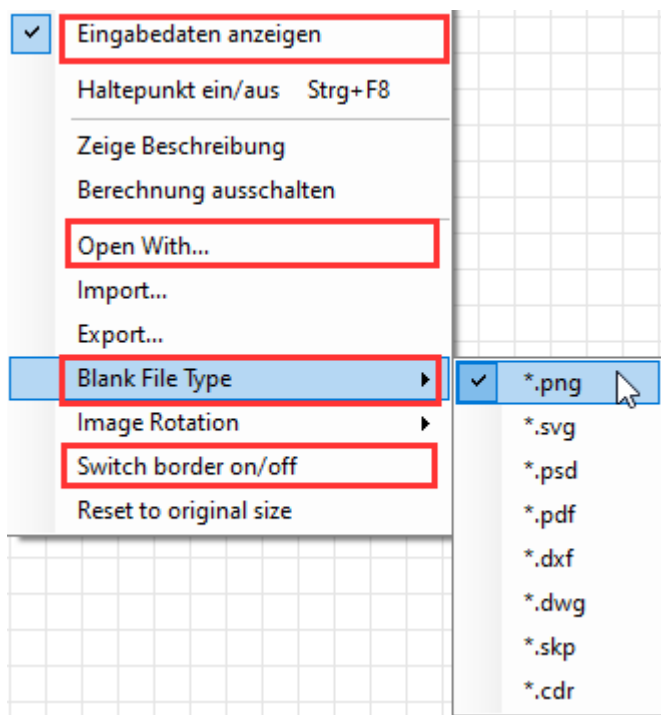 Eingabedaten anzeigen
Haltepunkt ein/aus Strg+F8
Zeige Beschreibung
Berechnung ausschalten
Open With...
Import...
Export...
Blank File Type
Image Rotation
Switch border on/off
Reset to original size
*.png
*.svg
*.psd
*.pdf
*.dxf
*.dwg
*.skp
*.cdr